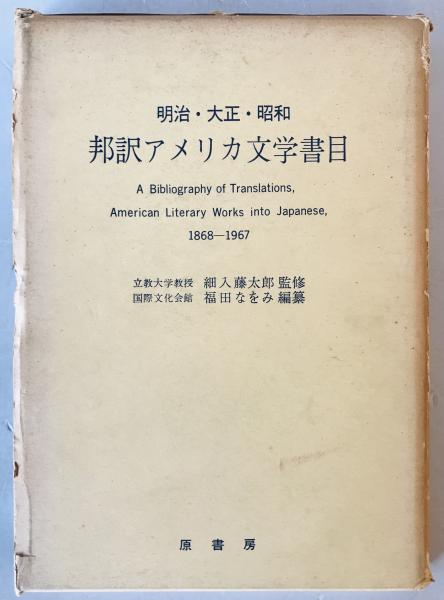 明治・大正・昭和
邦訳アメリカ文学書目
A Bibliography of Translations,
American Literary Works into Japanese,
1868—1967
立教大学教授 細入藤太郎 監修
国際文化会館 福田なをみ 編纂
原書房